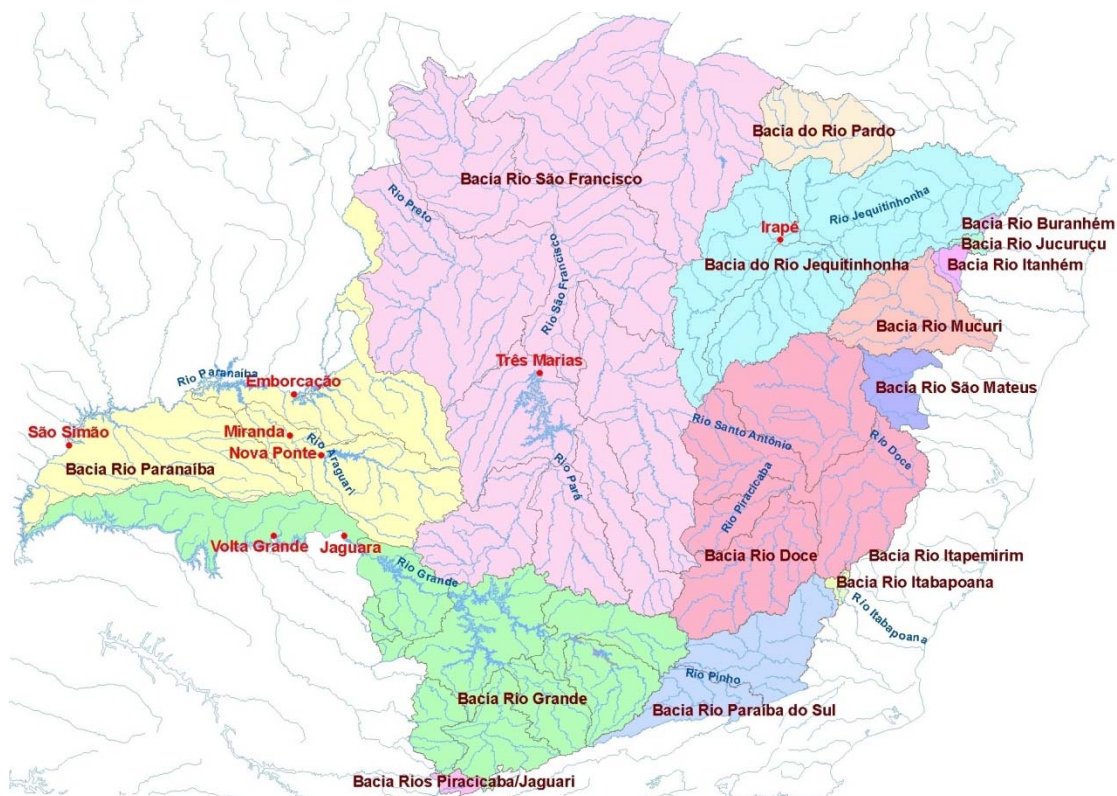 Bacia do Rio Pardo
Bacia Rio São Francisco
Rio Preto
Rio Jequitinhonha
Irapé
Bacia Rio Buranhém
Bacia Rio Jucuruçu
Bacia do Rio Jequitinhonha
Bacia Rio Itanhém
Rio São Francisco
Bacia Rio Mucuri
Três Marias
Rio Paranaíba
Emborcação
Bacia Rio São Mateus
São Simão
Miranda
Rio Araguari
Nova Ponte
Rio Santo Antônio
Rio Doce
Bacia Rio Paranaíba
Rio Pará
Rio Piracicaba
Volta Grande
Jaguara
Bacia Rio Doce
Bacia Rio Itapemirim
Rio Grande
Bacia Rio Itabapoana
Rio Itabapoana
Rio Pinho
Bacia Rio Grande
Bacia Rio Paraíba do Sul
Bacia Rios Piracicaba/Jaguari